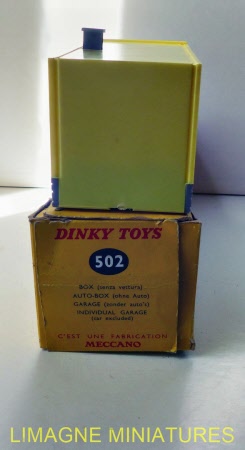 DINKY TOYS
502
BOX (senza vettura)
AUTO-BOX (ohne Auto)
GARAGE (zonder auto's)
INDIVIDUAL GARAGE
(car excluded)
C'EST UNE FABRICATION
MECCANO
LIMAGNE MINIATURES